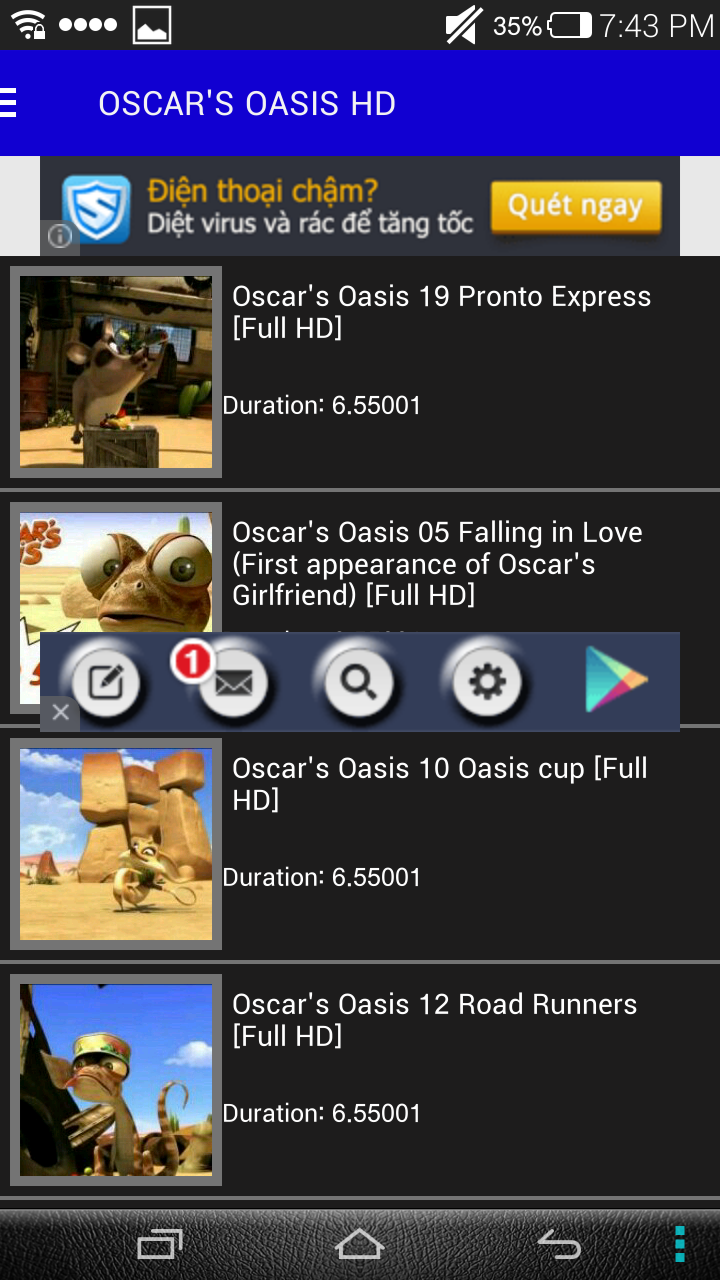 35% 7:43 PM
OSCAR'S OASIS HD
Điện thoại chậm?
Diệt virus và rác để tăng tốc
Quét ngay
Oscar's Oasis 19 Pronto Express
[Full HD]
Duration: 6.55001
Oscar's Oasis 05 Falling in Love
(First appearance of Oscar's
Girlfriend) [Full HD]
1
Oscar's Oasis 10 Oasis cup [Full
HD]
Duration: 6.55001
Oscar's Oasis 12 Road Runners
[Full HD]
Duration: 6.55001